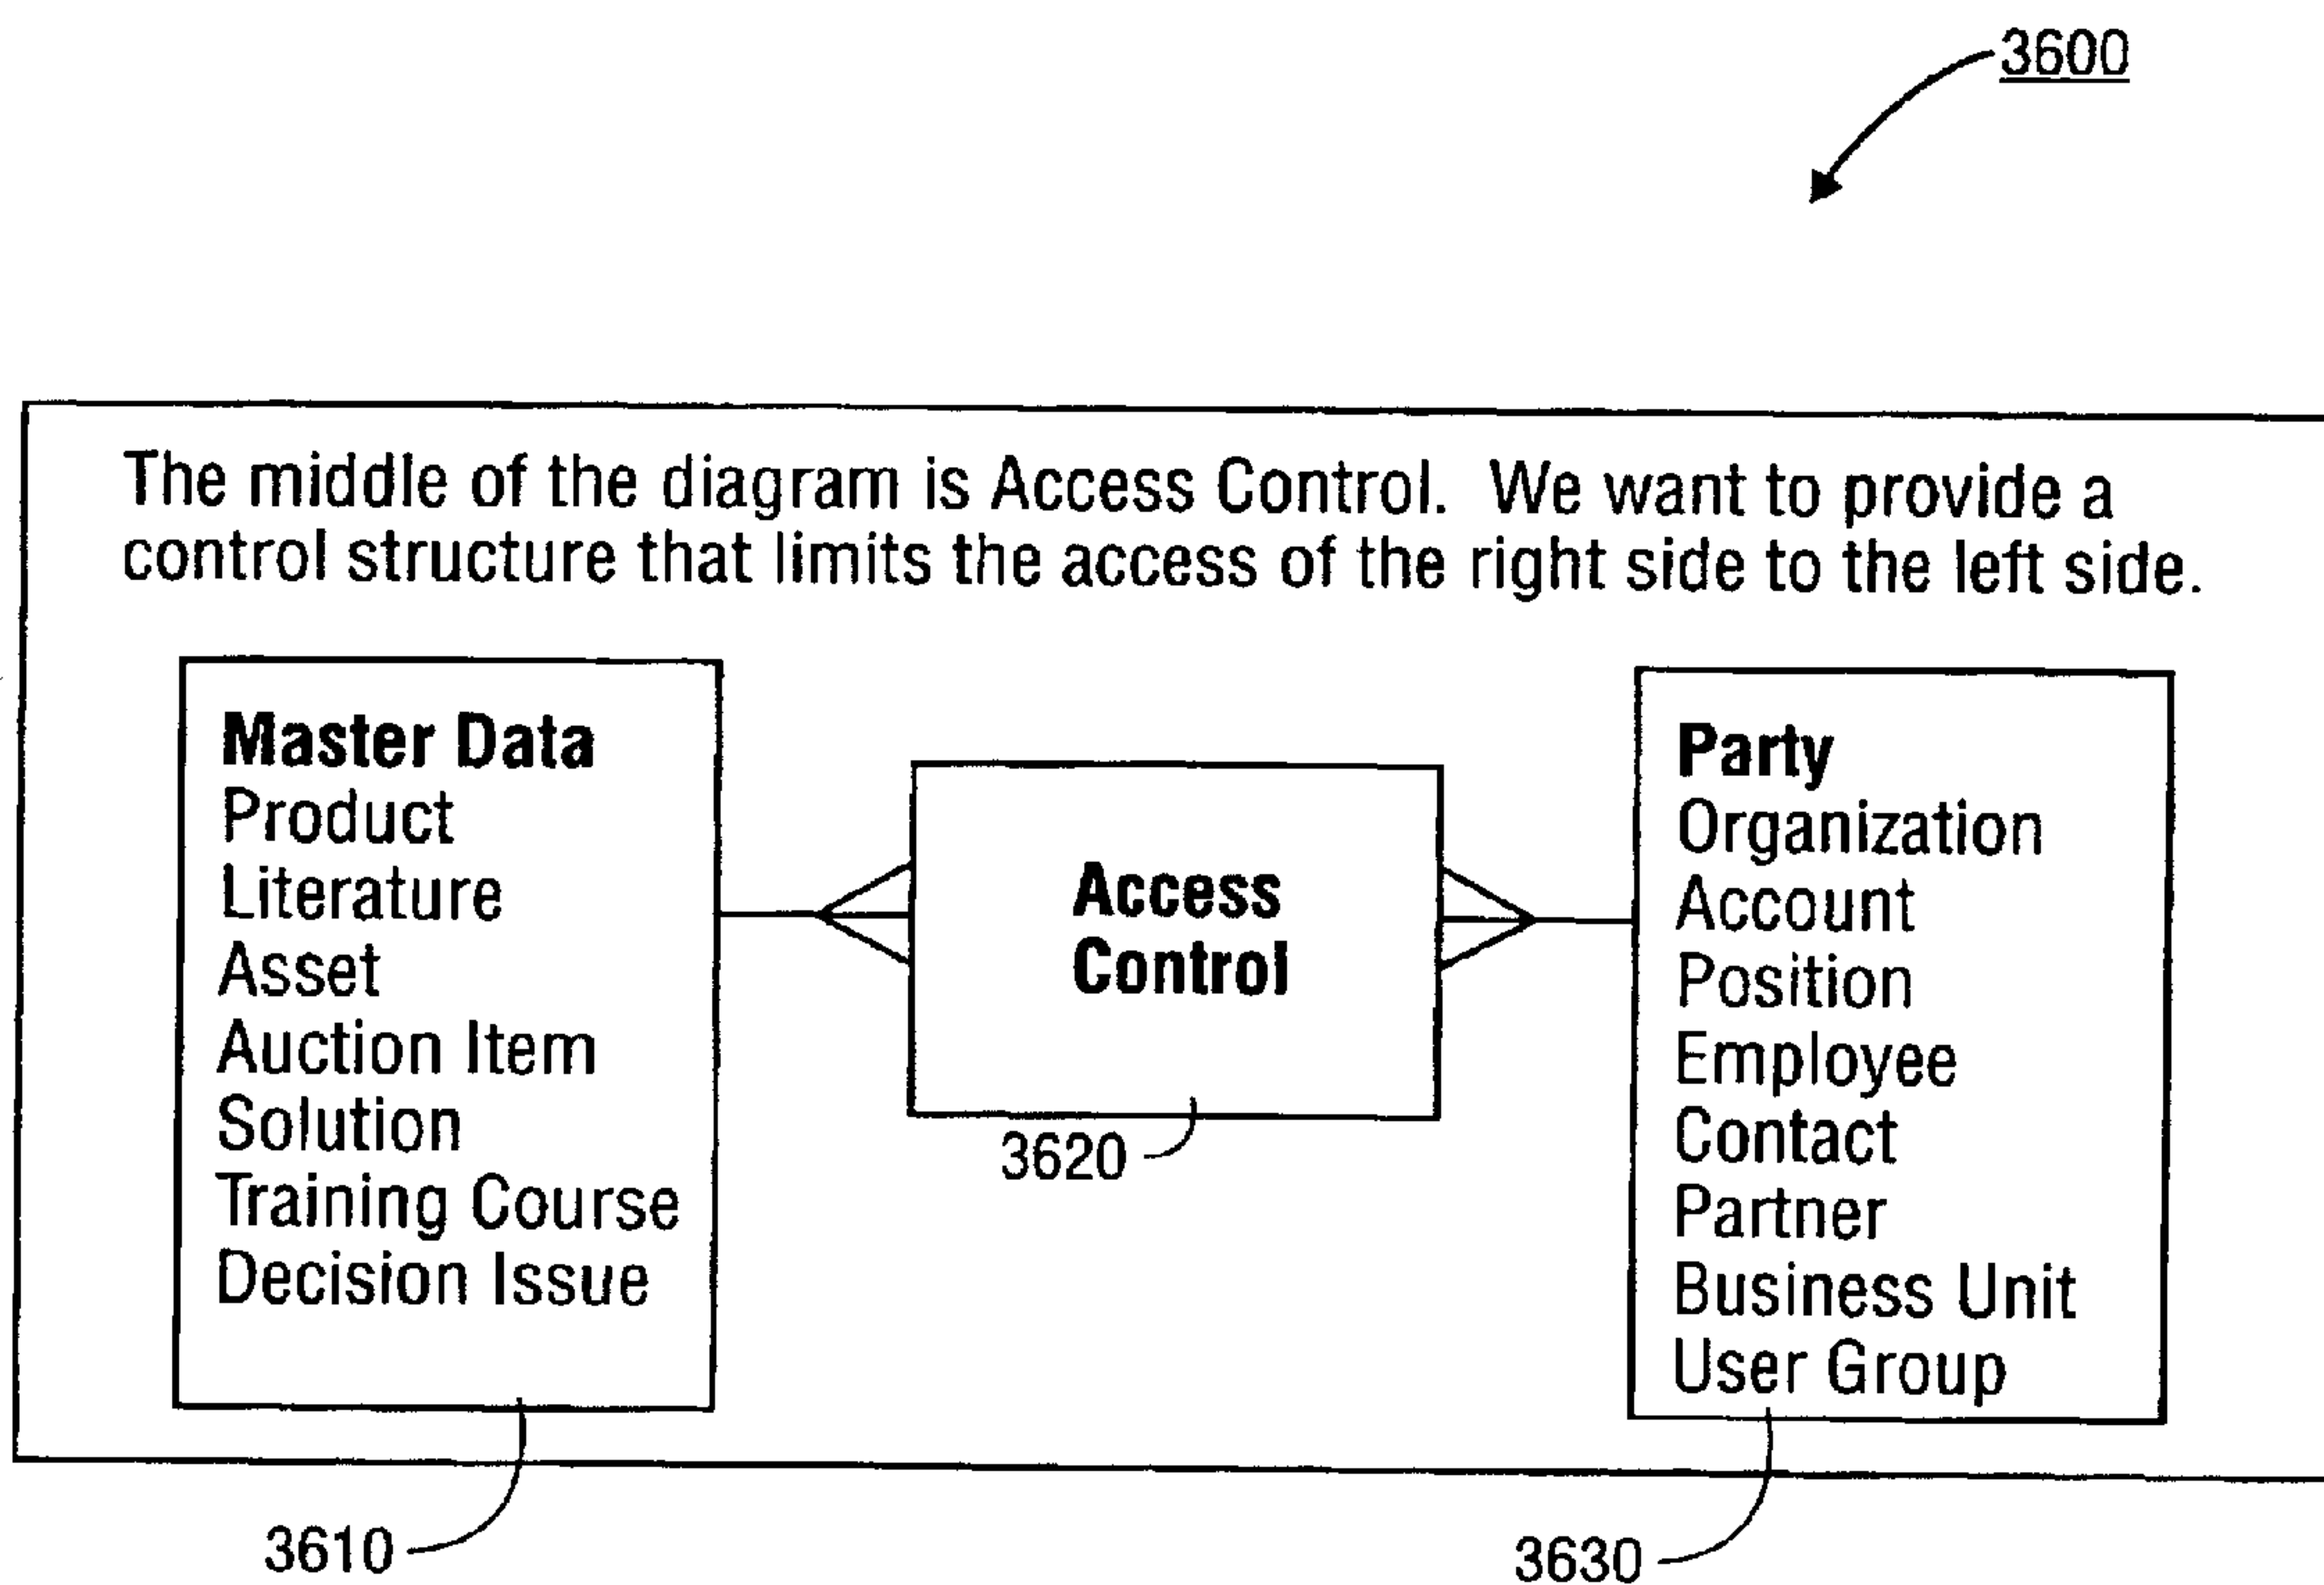 3600
The middle of the diagram is Access Control. We want to provide a
control structure that limits the access of the right side to the left side.
Master Data
Product
Literature
Asset
Auction Item
Solution
Training Course
Decision Issue
Access
Control
3620
Party
Organization
Account
Position
Employee
Contact
Partner
Business Unit
User Group
3610
3630